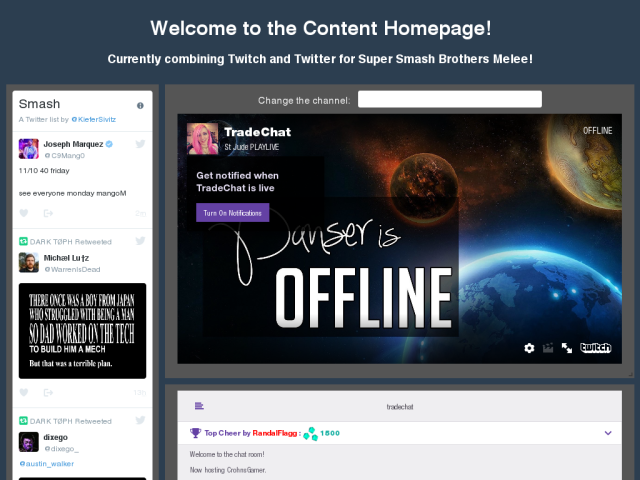 Welcome to the Content Homepage!
Currently combining Twitch and Twitter for Super Smash Brothers Melee!
Smash
A Twitter list by @KieferSivitz
Joseph Marquez
@C9Mang0
11/10 40 friday
see everyone monday mangoM
DARK TØPH Retweeted
Michæl Lu†z
@WarrenIsDead
THERE ONCE WAS A BOY FROM JAPAN
WHO STRUGGLED WITH BEING A MAN
SO DAD WORKED ON THE TECH
TO BUILD HIM A MECH
But that was a terrible plan.
DARK TØPH Retweeted
dixego
@dixego_
@austin_walker
Change the channel:
TradeChat
St Jude PLAYLIVE
OFFLINE
Get notified when
TradeChat is live
Turn On Notifications
Panser is
OFFLINE
twitch
tradechat
Top Cheer by RandalFlagg : 1500
Welcome to the chat room!
Now hosting CrohnsGamer.